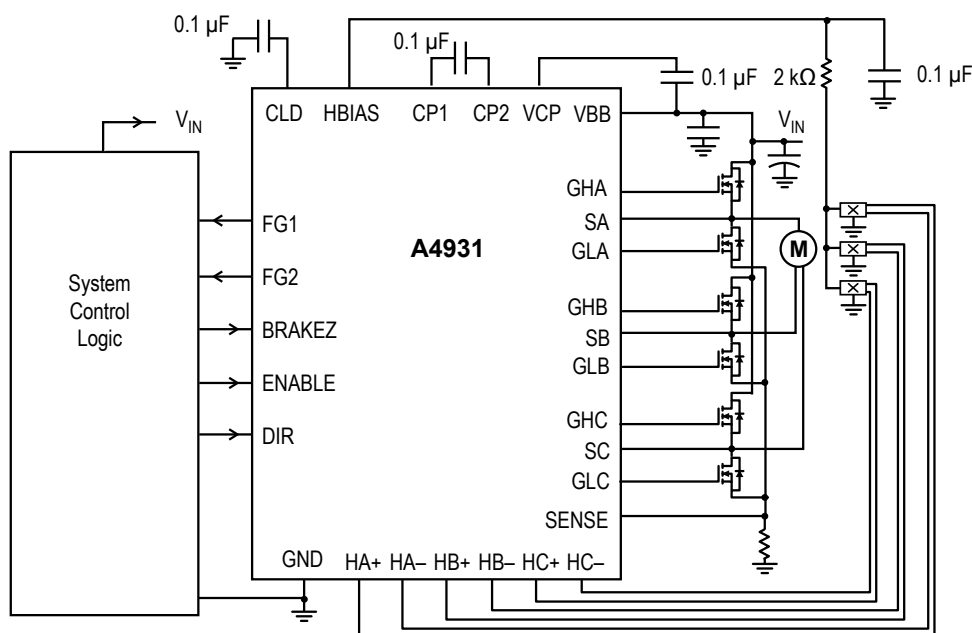 0.1 µF
0.1 µF
0.1 µF
2 kΩ
0.1 µF
CLD HBIAS CP1 CP2 VCP VBB
VIN
VIN
GHA
FG1
SA
A4931
M
GLA
FG2
System
Control
Logic
GHB
BRAKEZ
SB
GLB
ENABLE
GHC
DIR
SC
GLC
SENSE
GND HA+ HA– HB+ HB– HC+ HC–